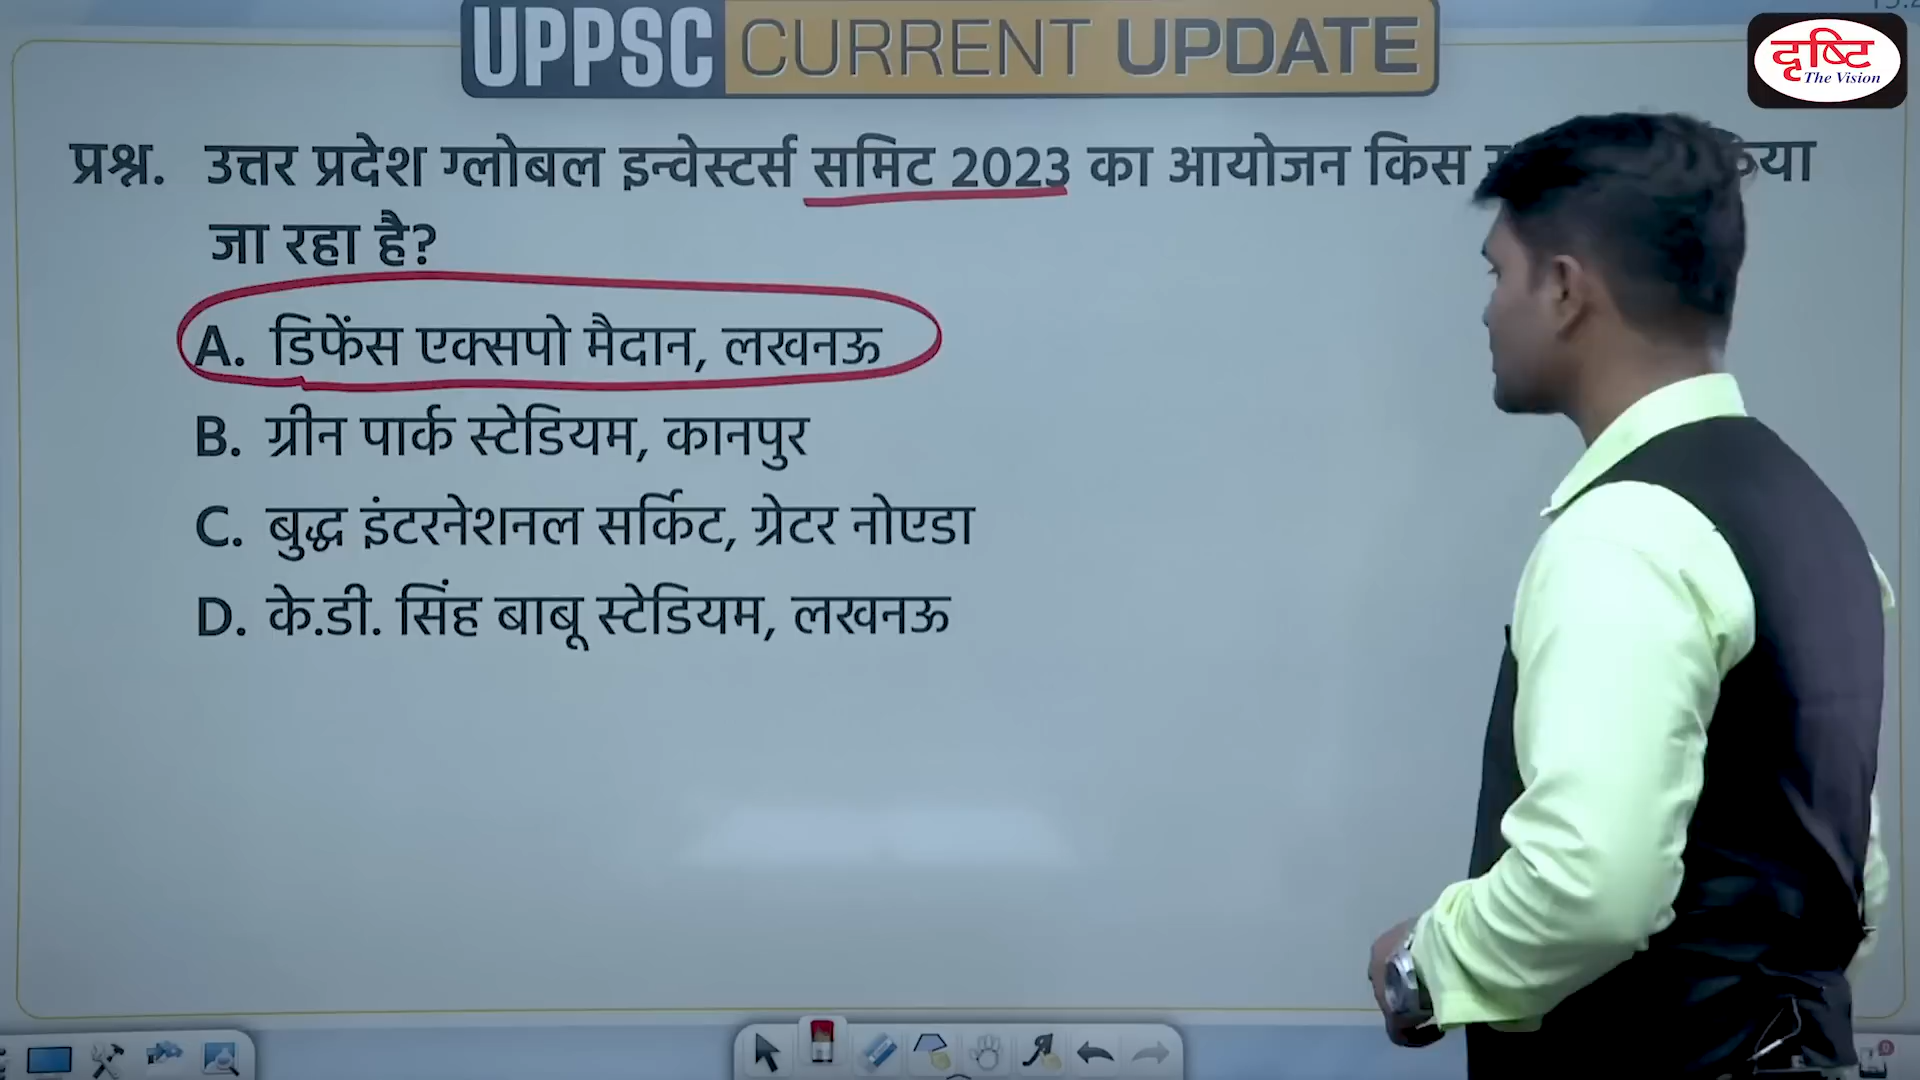 UPPSC CURRENT UPDATE
दृष्टि
The Vision
प्रश्न. उत्तर प्रदेश ग्लोबल इन्वेस्टर्स समिट 2023 का आयोजन किस
जा रहा है?
A. डिफेंस एक्सपो मैदान, लखनऊ
B. ग्रीन पार्क स्टेडियम, कानपुर
C. बुद्ध इंटरनेशनल सर्किट, ग्रेटर नोएडा
D. के.डी. सिंह बाबू स्टेडियम, लखनऊ